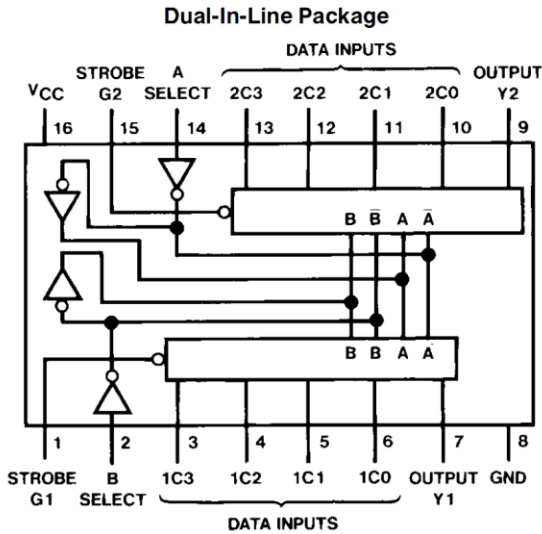 Dual-In-Line Package
DATA INPUTS
STROBE A OUTPUT
VCC G2 SELECT 2C3 2C2 2C1 2C0 Y2
16 15 14 13 12 11 10 9
B B̅ A A̅
B B A A
1 2 3 4 5 6 7 8
STROBE B 1C3 1C2 1C1 1C0 OUTPUT GND
G1 SELECT Y1
DATA INPUTS